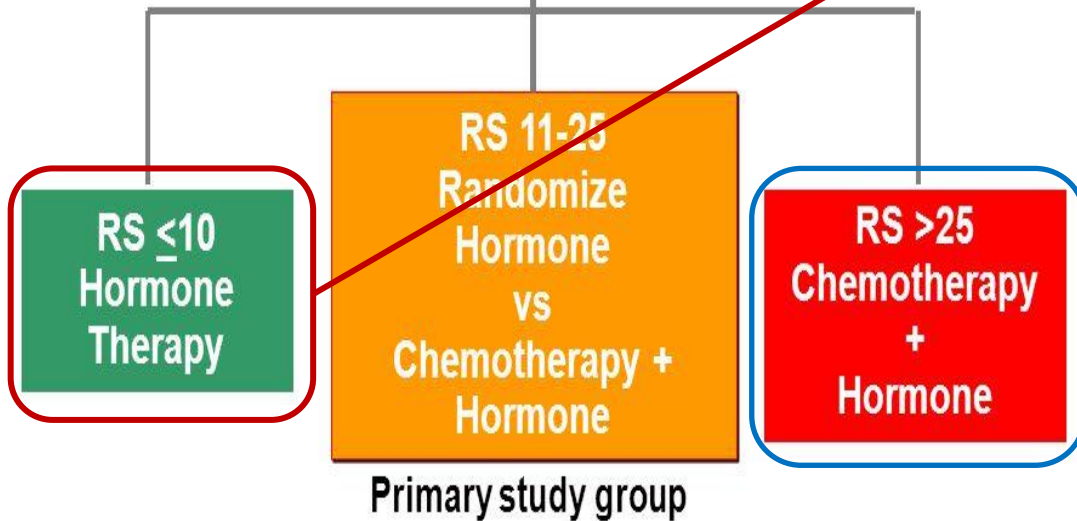 RS ≤10
Hormone
Therapy
RS 11-25
Randomize
Hormone
vs
Chemotherapy +
Hormone
RS >25
Chemotherapy
+
Hormone
Primary study group